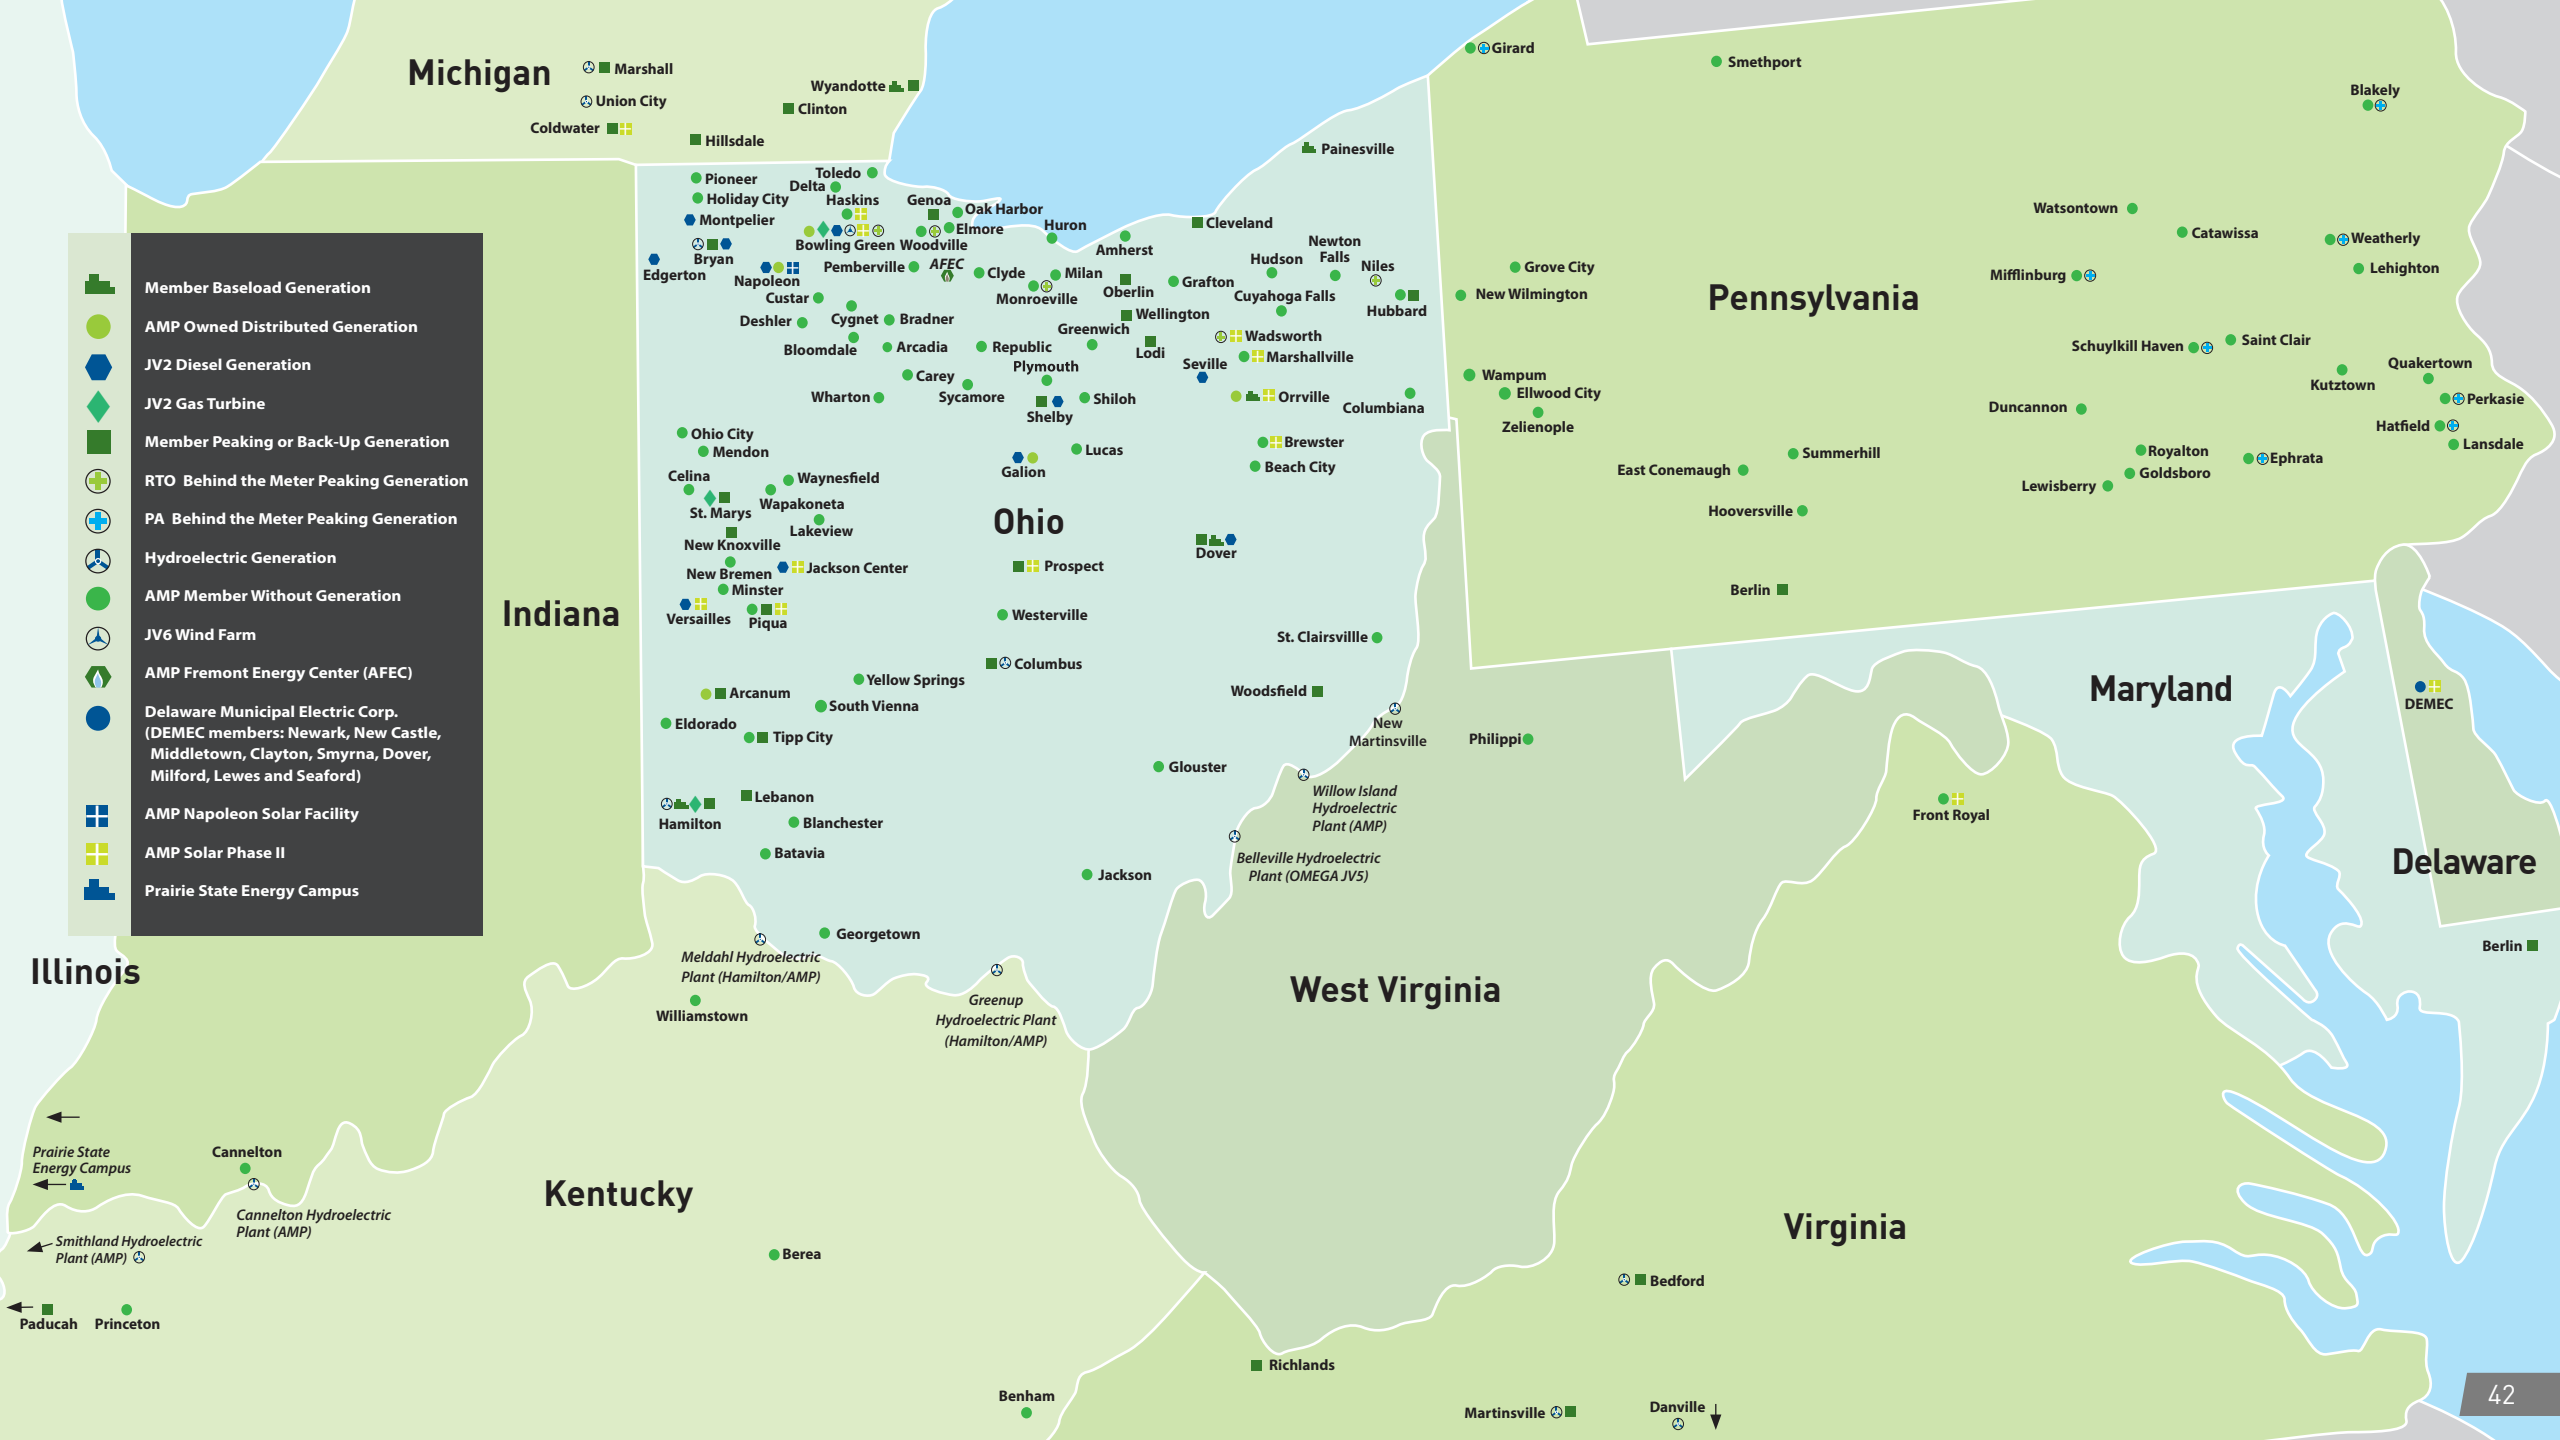 Michigan
Marshall
Union City
Coldwater
Hillsdale
Wyandotte
Clinton
Girard
Smethport
Blakely
Painesville
Pioneer
Holiday City
Montpelier
Bryan
Edgerton
Toledo
Delta
Haskins
Genoa
Oak Harbor
Elmore
Bowling Green
Woodville
AFEC
Napoleon
Pemberville
Custar
Deshler
Cygnet
Bradner
Bloomdale
Arcadia
Huron
Clyde
Milan
Monroeville
Amherst
Cleveland
Oberlin
Grafton
Hudson
Newton
Falls
Niles
Cuyahoga Falls
Hubbard
Wellington
Greenwich
Lodi
Wadsworth
Marshallville
Seville
Republic
Plymouth
Carey
Sycamore
Wharton
Shelby
Shiloh
Orrville
Columbiana
Brewster
Beach City
Galion
Lucas
Ohio City
Mendon
Celina
St. Marys
Waynesfield
Wapakoneta
Lakeview
New Knoxville
New Bremen
Jackson Center
Minster
Versailles
Piqua
Ohio
Prospect
Dover
Westerville
St. Clairsvillle
Columbus
Woodsfield
Yellow Springs
South Vienna
Arcanum
Eldorado
Tipp City
Glouster
New
Martinsville
Hamilton
Lebanon
Blanchester
Batavia
Jackson
Georgetown
Willow Island
Hydroelectric
Plant (AMP)
Belleville Hydroelectric
Plant (OMEGA JV5)
Meldahl Hydroelectric
Plant (Hamilton/AMP)
Greenup
Hydroelectric Plant
(Hamilton/AMP)
Williamstown
Pennsylvania
Grove City
New Wilmington
Wampum
Ellwood City
Zelienople
Watsontown
Catawissa
Weatherly
Mifflinburg
Lehighton
Schuylkill Haven
Saint Clair
Quakertown
Kutztown
Perkasie
Duncannon
Hatfield
Lansdale
Summerhill
East Conemaugh
Royalton
Goldsboro
Ephrata
Lewisberry
Hooversville
Berlin
Indiana
Maryland
DEMEC
Philippi
Front Royal
Delaware
Berlin
West Virginia
Virginia
Bedford
Richlands
Martinsville
Danville
Kentucky
Berea
Benham
Illinois
Prairie State
Energy Campus
Cannelton
Cannelton Hydroelectric
Plant (AMP)
Smithland Hydroelectric
Plant (AMP)
Paducah
Princeton
Member Baseload Generation
AMP Owned Distributed Generation
JV2 Diesel Generation
JV2 Gas Turbine
Member Peaking or Back-Up Generation
RTO Behind the Meter Peaking Generation
PA Behind the Meter Peaking Generation
Hydroelectric Generation
AMP Member Without Generation
JV6 Wind Farm
AMP Fremont Energy Center (AFEC)
Delaware Municipal Electric Corp.
(DEMEC members: Newark, New Castle,
Middletown, Clayton, Smyrna, Dover,
Milford, Lewes and Seaford)
AMP Napoleon Solar Facility
AMP Solar Phase II
Prairie State Energy Campus
42